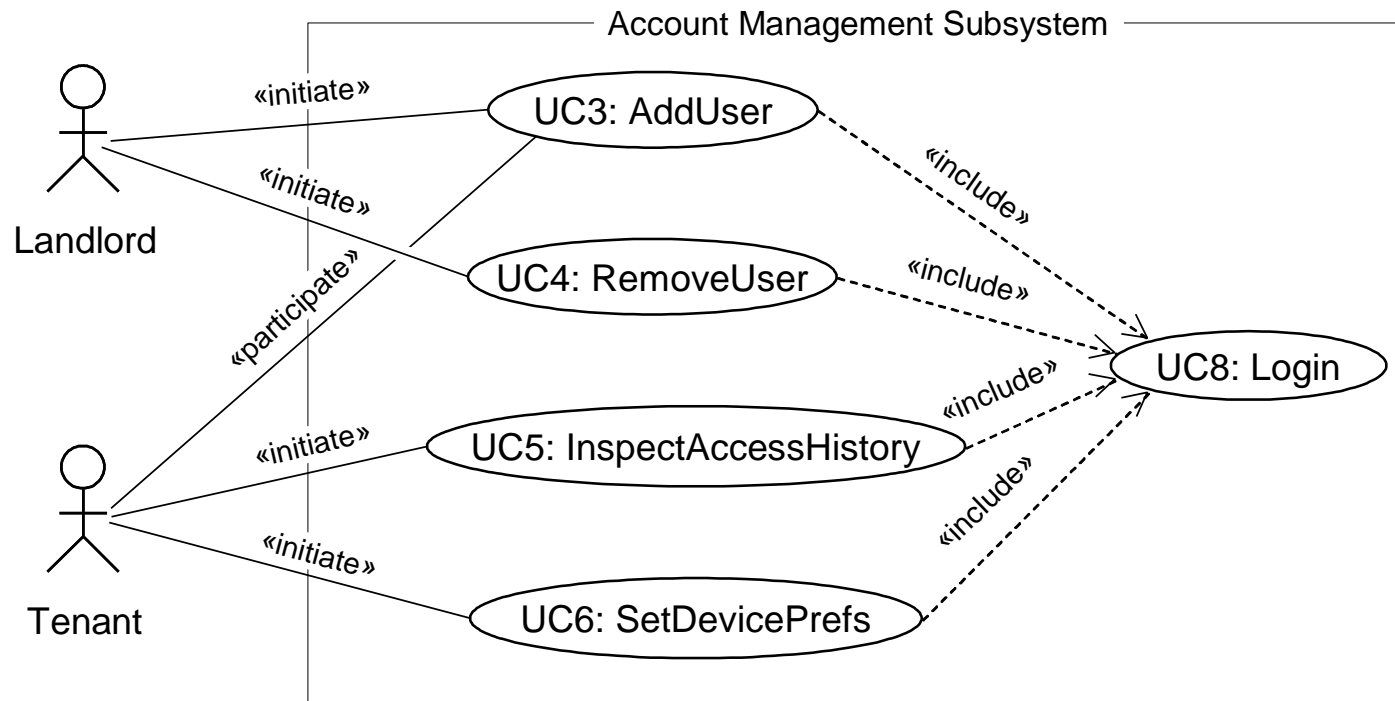 Account Management Subsystem
«initiate»
UC3: AddUser
«include»
«initiate»
Landlord
«participate»
UC4: RemoveUser
«include»
UC8: Login
«initiate»
UC5: InspectAccessHistory
«include»
«initiate»
Tenant
UC6: SetDevicePrefs
«include»